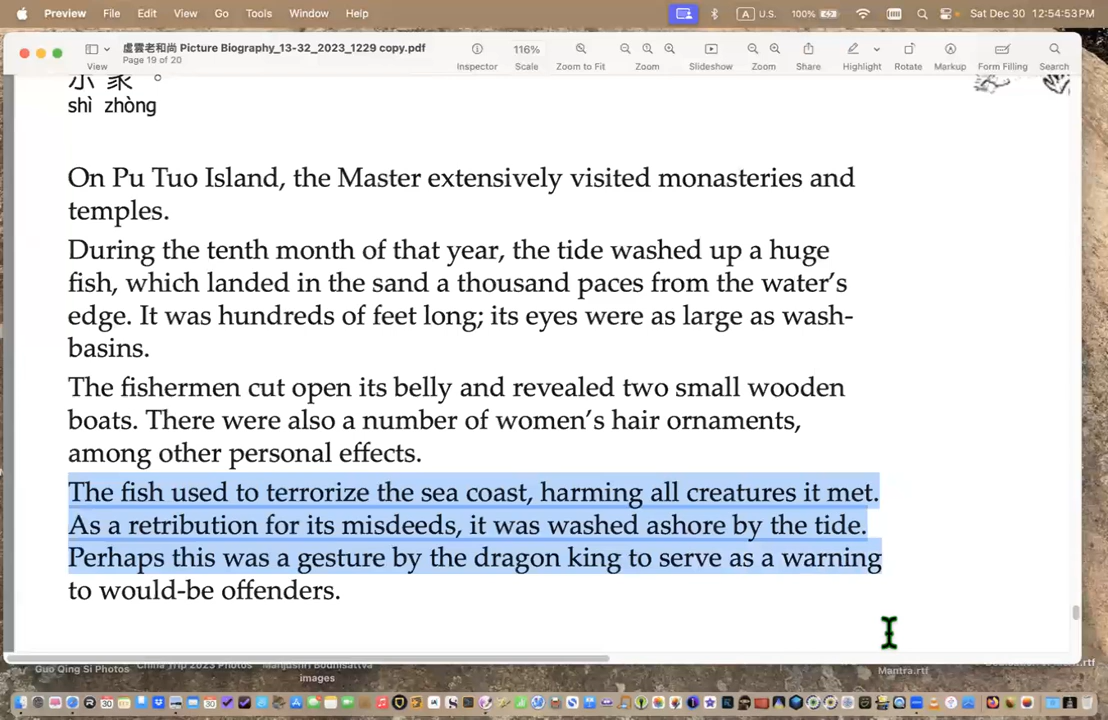 Preview File Edit View Go Tools Window Help
A U.S. 100% Sat Dec 30 12:54:53 PM
虛雲老和尚 Picture Biography_13-32_2023_1229 copy.pdf
Page 19 of 20
116%
View Inspector Scale Zoom to Fit Zoom Slideshow Zoom Share Highlight Rotate Markup Form Filling Search
示 眾 。
shì zhòng
On Pu Tuo Island, the Master extensively visited monasteries and
temples.
During the tenth month of that year, the tide washed up a huge
fish, which landed in the sand a thousand paces from the water’s
edge. It was hundreds of feet long; its eyes were as large as wash-
basins.
The fishermen cut open its belly and revealed two small wooden
boats. There were also a number of women’s hair ornaments,
among other personal effects.
The fish used to terrorize the sea coast, harming all creatures it met.
As a retribution for its misdeeds, it was washed ashore by the tide.
Perhaps this was a gesture by the dragon king to serve as a warning
to would-be offenders.
Guo Qing Si Photos China Trip 2023 Photos Manjushri Bodhisattva
images
Mantra.rtf